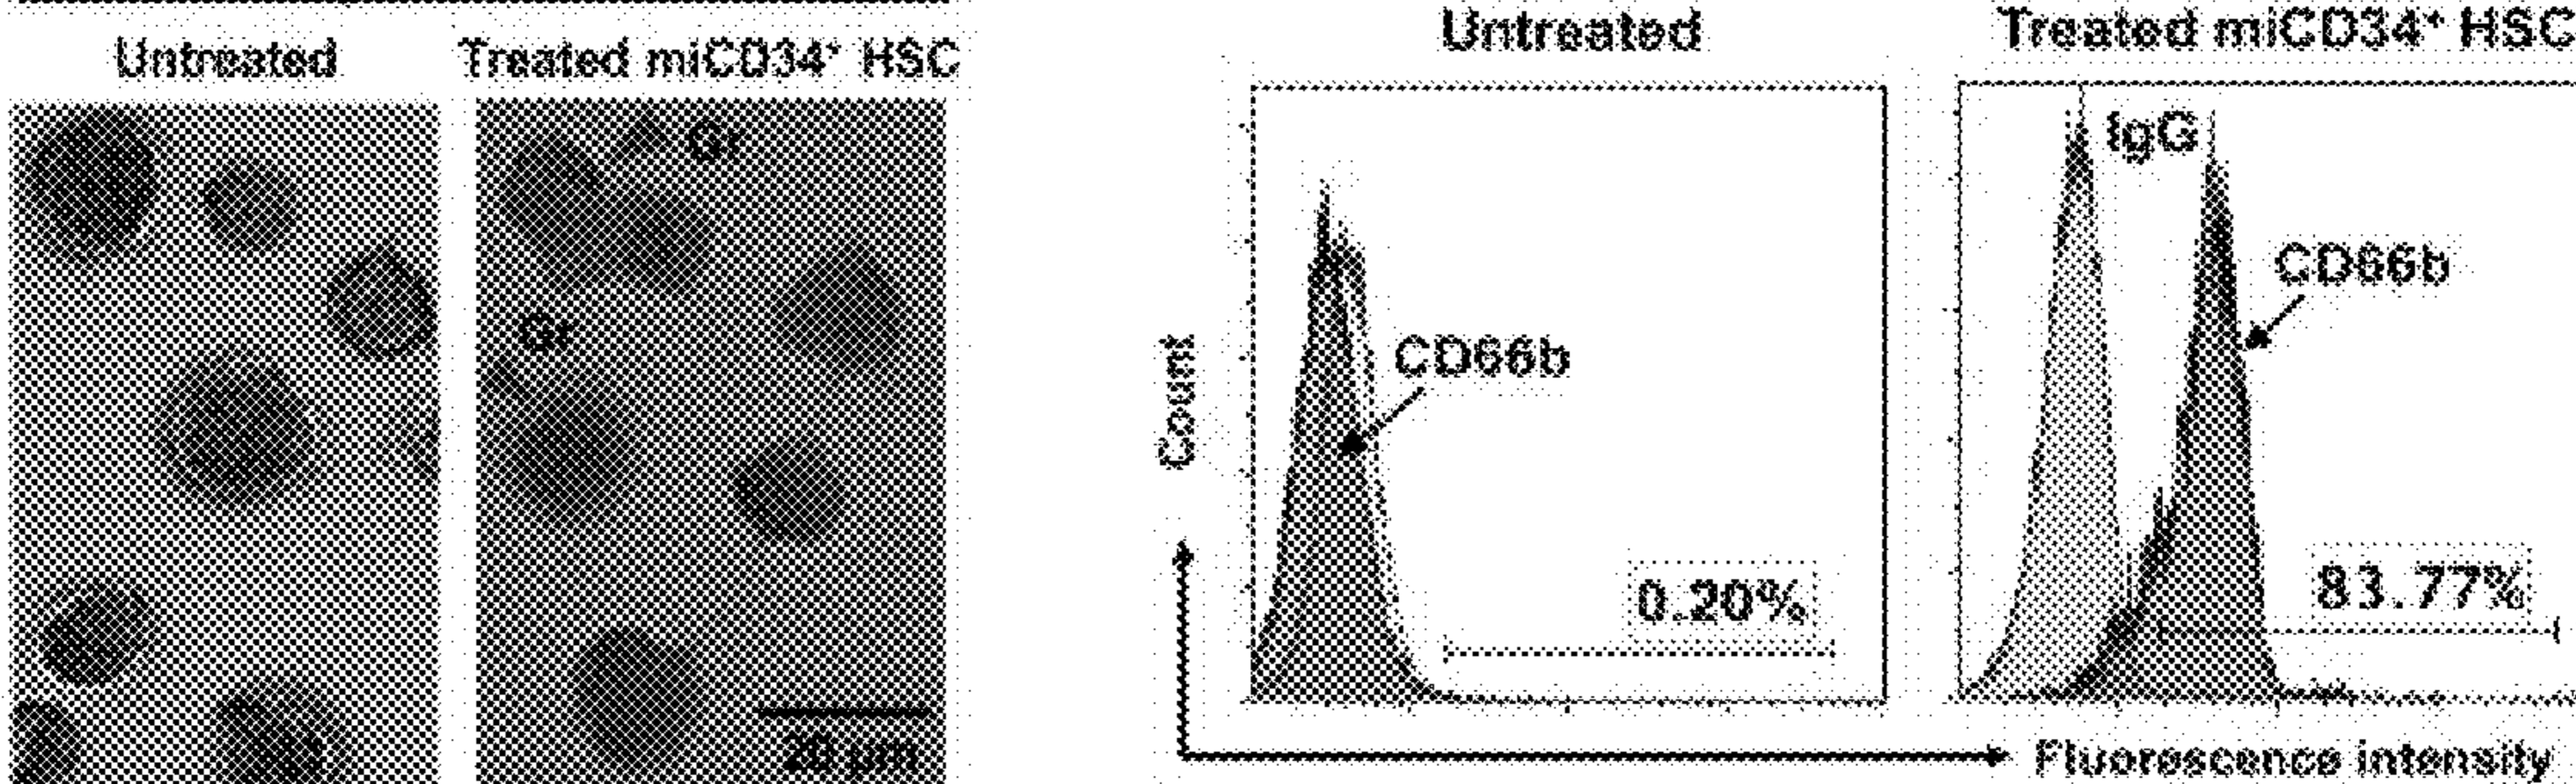 Untreated
Treated miCD34⁺ HSC
Gr
Gr
20 µm
Untreated
Treated miCD34⁺ HSC
Count
CD66b
0.20%
IgG
CD66b
83.77%
Fluorescence intensity